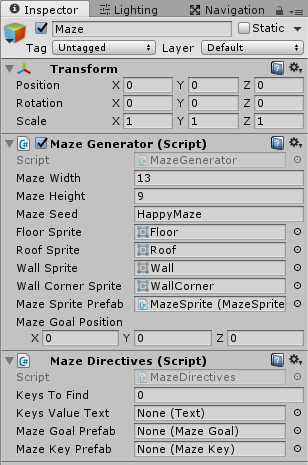 Inspector Lighting Navigation
Maze Static
Tag Untagged Layer Default
Transform
Position X 0 Y 0 Z 0
Rotation X 0 Y 0 Z 0
Scale X 1 Y 1 Z 1
Maze Generator (Script)
Script MazeGenerator
Maze Width 13
Maze Height 9
Maze Seed HappyMaze
Floor Sprite Floor
Roof Sprite Roof
Wall Sprite Wall
Wall Corner Sprite WallCorner
Maze Sprite Prefab MazeSprite (MazeSprite
Maze Goal Position
X 0 Y 0 Z 0
Maze Directives (Script)
Script MazeDirectives
Keys To Find 0
Keys Value Text None (Text)
Maze Goal Prefab None (Maze Goal)
Maze Key Prefab None (Maze Key)